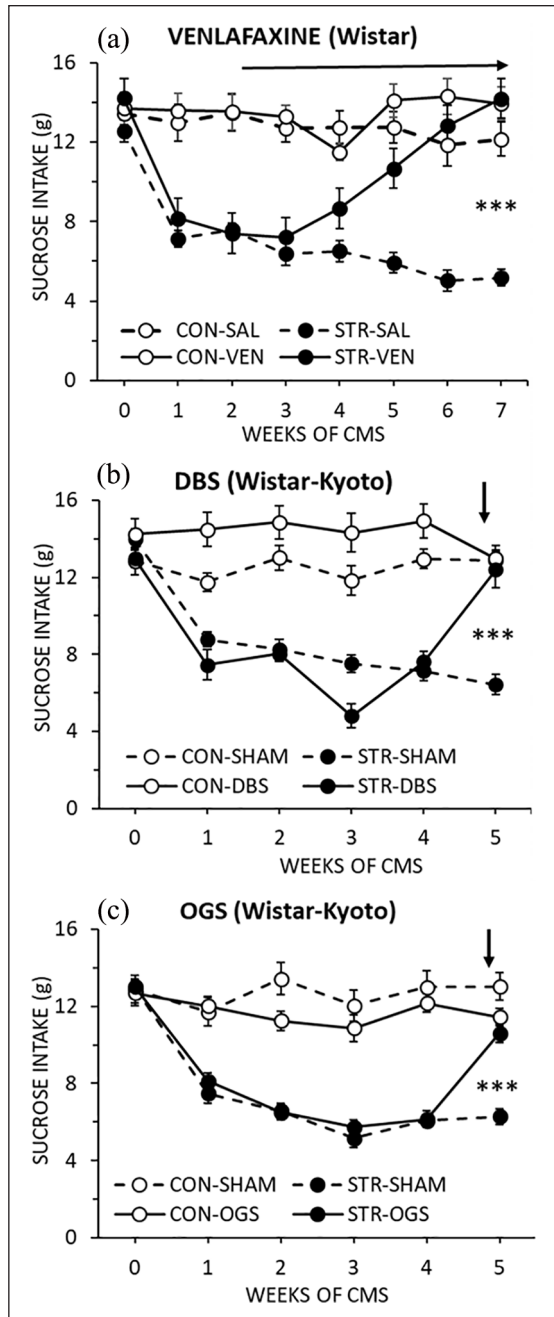 (a)
VENLAFAXINE (Wistar)
16
12
8
4
0
SUCROSE INTAKE (g)
***
CON-SAL STR-SAL
CON-VEN STR-VEN
0 1 2 3 4 5 6 7
WEEKS OF CMS
(b)
DBS (Wistar-Kyoto)
16
12
8
4
0
SUCROSE INTAKE (g)
***
CON-SHAM STR-SHAM
CON-DBS STR-DBS
0 1 2 3 4 5
WEEKS OF CMS
(c)
OGS (Wistar-Kyoto)
16
12
8
4
0
SUCROSE INTAKE (g)
***
CON-SHAM STR-SHAM
CON-OGS STR-OGS
0 1 2 3 4 5
WEEKS OF CMS